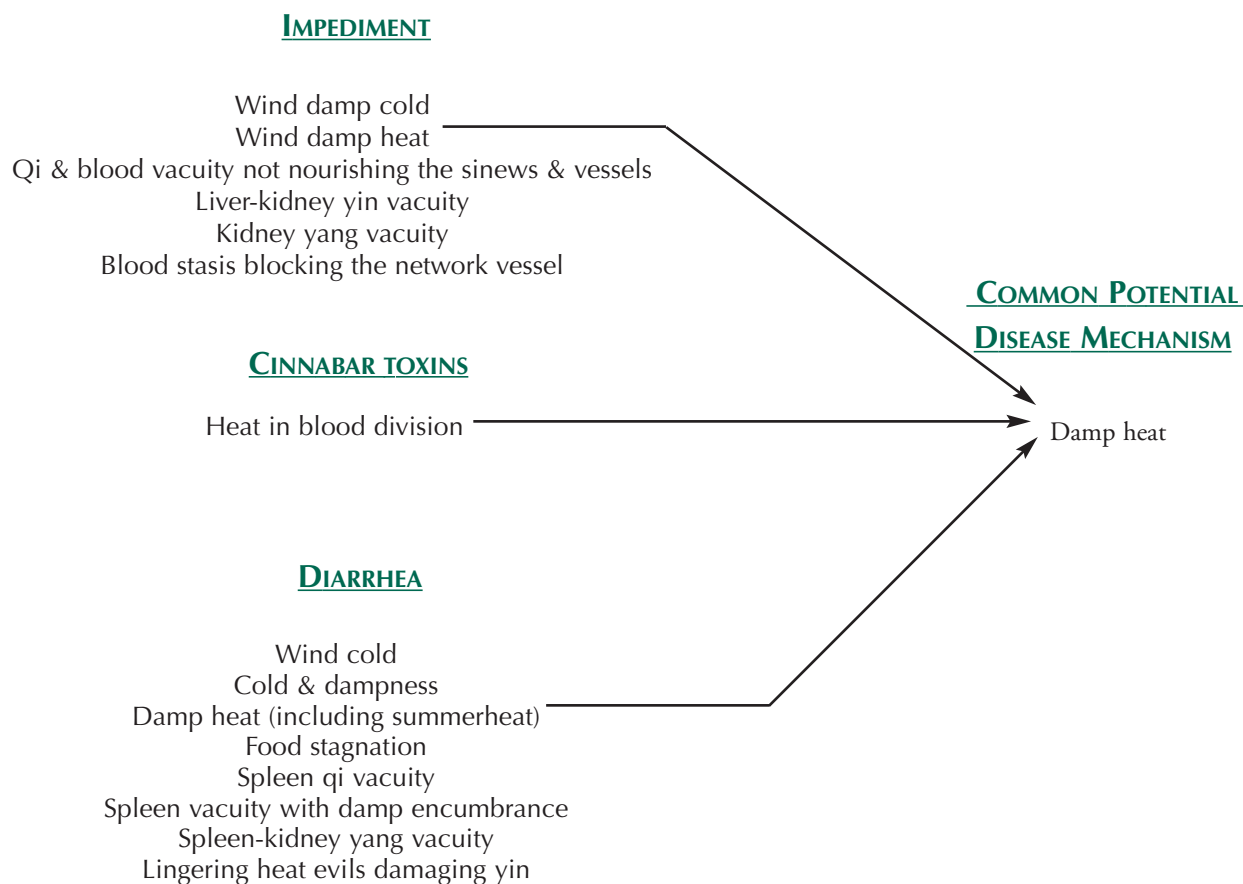 IMPEDIMENT
Wind damp cold
Wind damp heat
Qi & blood vacuity not nourishing the sinews & vessels
Liver-kidney yin vacuity
Kidney yang vacuity
Blood stasis blocking the network vessel
COMMON POTENTIAL
DISEASE MECHANISM
CINNABAR TOXINS
Heat in blood division
Damp heat
DIARRHEA
Wind cold
Cold & dampness
Damp heat (including summerheat)
Food stagnation
Spleen qi vacuity
Spleen vacuity with damp encumbrance
Spleen-kidney yang vacuity
Lingering heat evils damaging yin